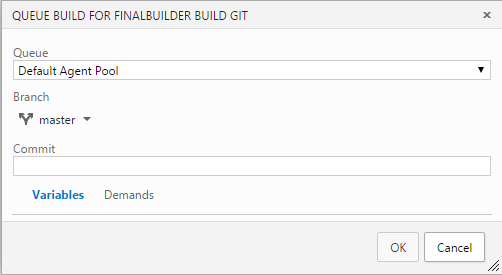 QUEUE BUILD FOR FINALBUILDER BUILD GIT
Queue
Default Agent Pool
Branch
master
Commit
Variables Demands
OK Cancel